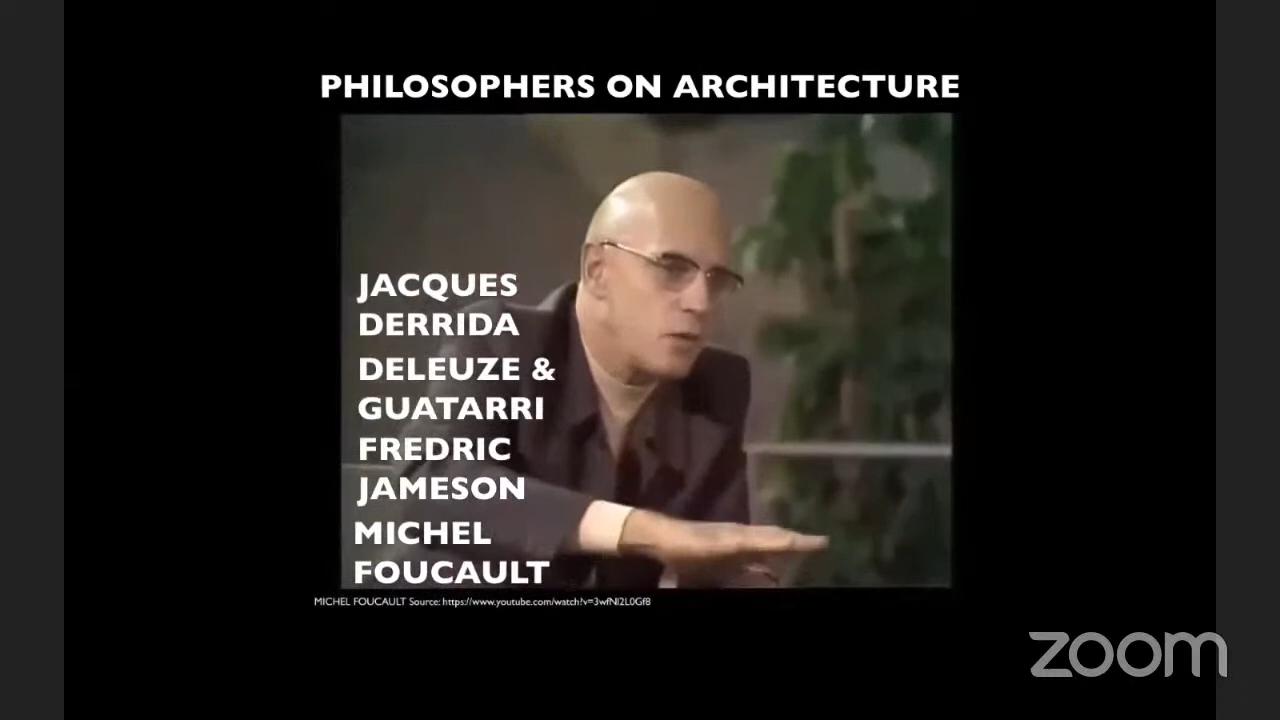 PHILOSOPHERS ON ARCHITECTURE
JACQUES
DERRIDA
DELEUZE &
GUATARRI
FREDRIC
JAMESON
MICHEL
FOUCAULT
MICHEL FOUCAULT Source: https://www.youtube.com/watch?v=3wfNl2L0Gf8
zoom